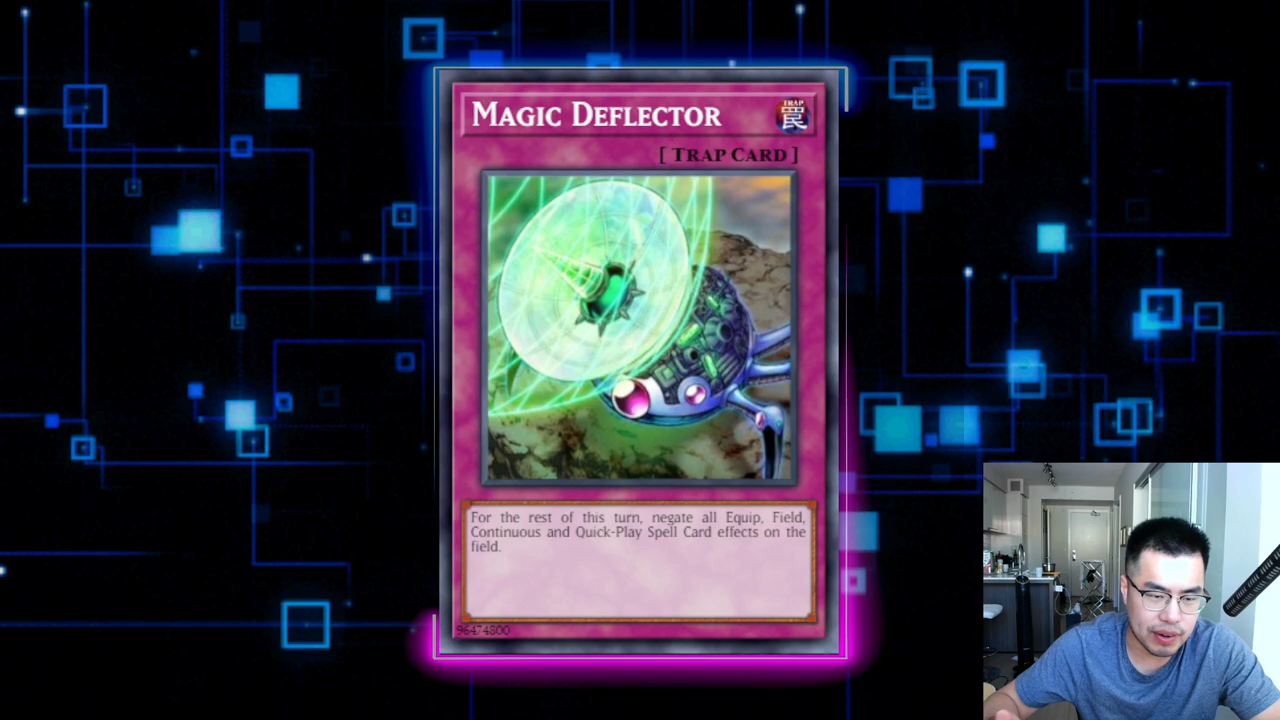 MAGIC DEFLECTOR
TRAP
罠
[ TRAP CARD ]
For the rest of this turn, negate all Equip, Field,
Continuous and Quick-Play Spell Card effects on the
field.
96474800